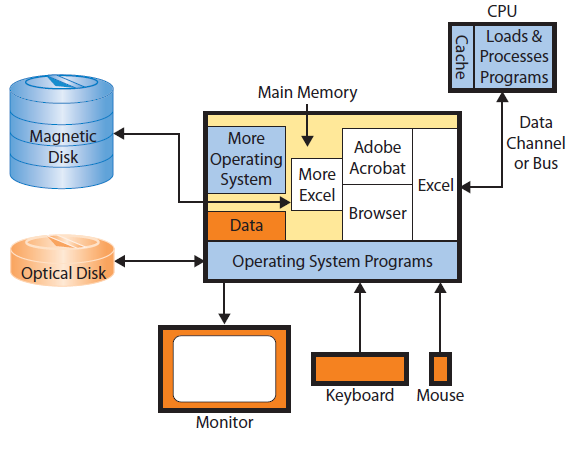 CPU
Cache
Loads &
Processes
Programs
Main Memory
Data
Channel
or Bus
Magnetic
Disk
More
Operating
System
More
Excel
Adobe
Acrobat
Browser
Excel
Data
Operating System Programs
Optical Disk
Keyboard
Mouse
Monitor